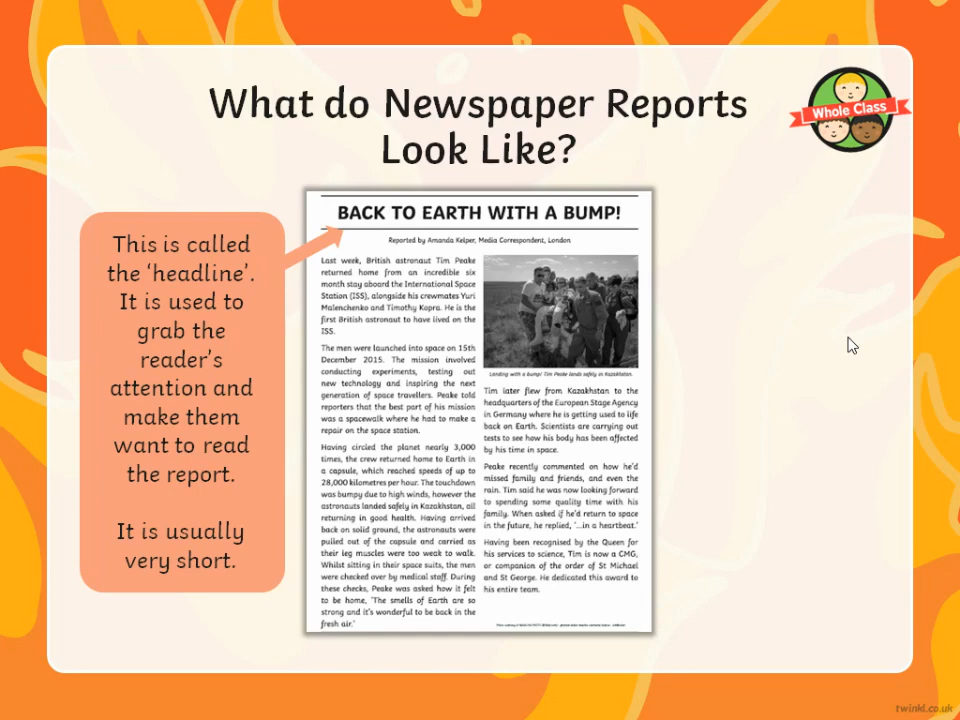 What do Newspaper Reports
Look Like?
Whole Class
This is called
the ‘headline’.
It is used to
grab the
reader’s
attention and
make them
want to read
the report.
It is usually
very short.
BACK TO EARTH WITH A BUMP!
Reported by Amanda Kelper, Media Correspondent, London
Last week, British astronaut Tim Peake
returned home from an incredible six
month stay aboard the International Space
Station (ISS), alongside his crewmates Yuri
Malenchenko and Timothy Kopra. He is the
first British astronaut to have lived on the
ISS.
The men were launched into space on 15th
December 2015. The mission involved
conducting experiments, testing out
new technology and inspiring the next
generation of space travellers. Peake told
reporters that the best part of his mission
was a spacewalk where he had to make a
repair on the space station.
Having circled the planet nearly 3,000
times, the crew returned home to Earth in
a capsule, which reached speeds of up to
28,000 kilometres per hour. The touchdown
was bumpy due to high winds, however the
astronauts landed safely in Kazakhstan, all
returning in good health. Having arrived
back on solid ground, the astronauts were
pulled out of the capsule and carried as
their leg muscles were too weak to walk.
Whilst sitting in their space suits, the men
were checked over by medical staff. During
these checks, Peake was asked how it felt
to be home, ‘The smells of Earth are so
strong and it’s wonderful to be back in the
fresh air.’
Landing with a bump! Tim Peake lands safely in Kazakhstan.
Tim later flew from Kazakhstan to the
headquarters of the European Stage Agency
in Germany where he is getting used to life
back on Earth. Scientists are carrying out
tests to see how his body has been affected
by his time in space.
Peake recently commented on how he’d
missed family and friends, and even the
rain. Tim said he was now looking forward
to spending some quality time with his
family. When asked if he’d return to space
in the future, he replied, ‘...in a heartbeat.’
Having been recognised by the Queen for
his services to science, Tim is now a CMG,
or companion of the order of St Michael
and St George. He dedicated this award to
his entire team.
twinkl.co.uk